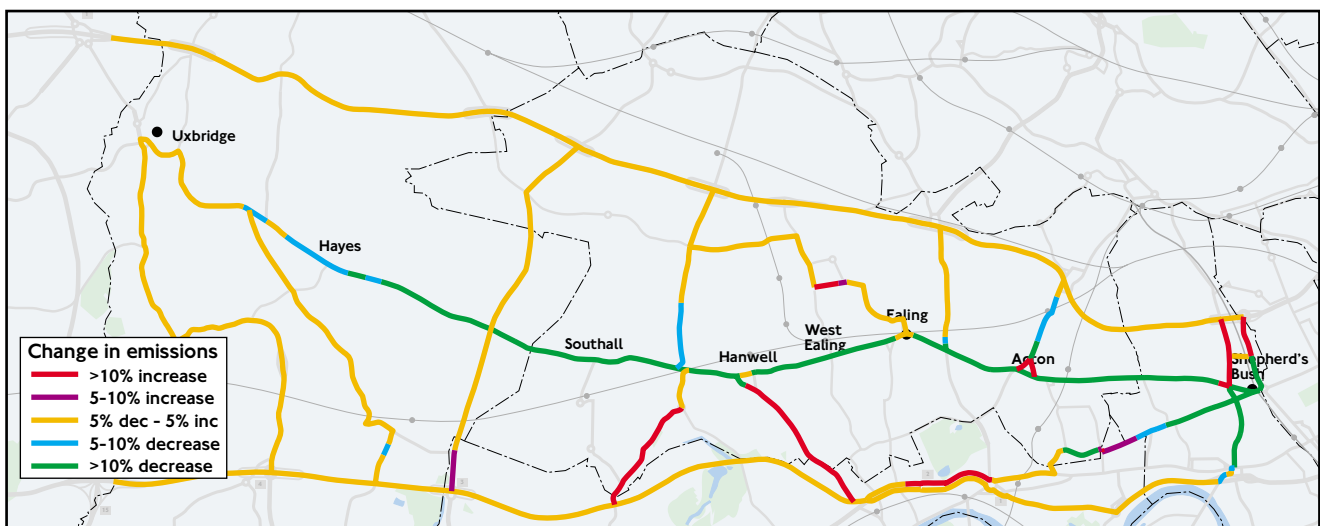 Uxbridge
Hayes
Southall
Hanwell
West
Ealing
Ealing
Acton
Shepherd's
Bush
Change in emissions
>10% increase
5-10% increase
5% dec - 5% inc
5-10% decrease
>10% decrease